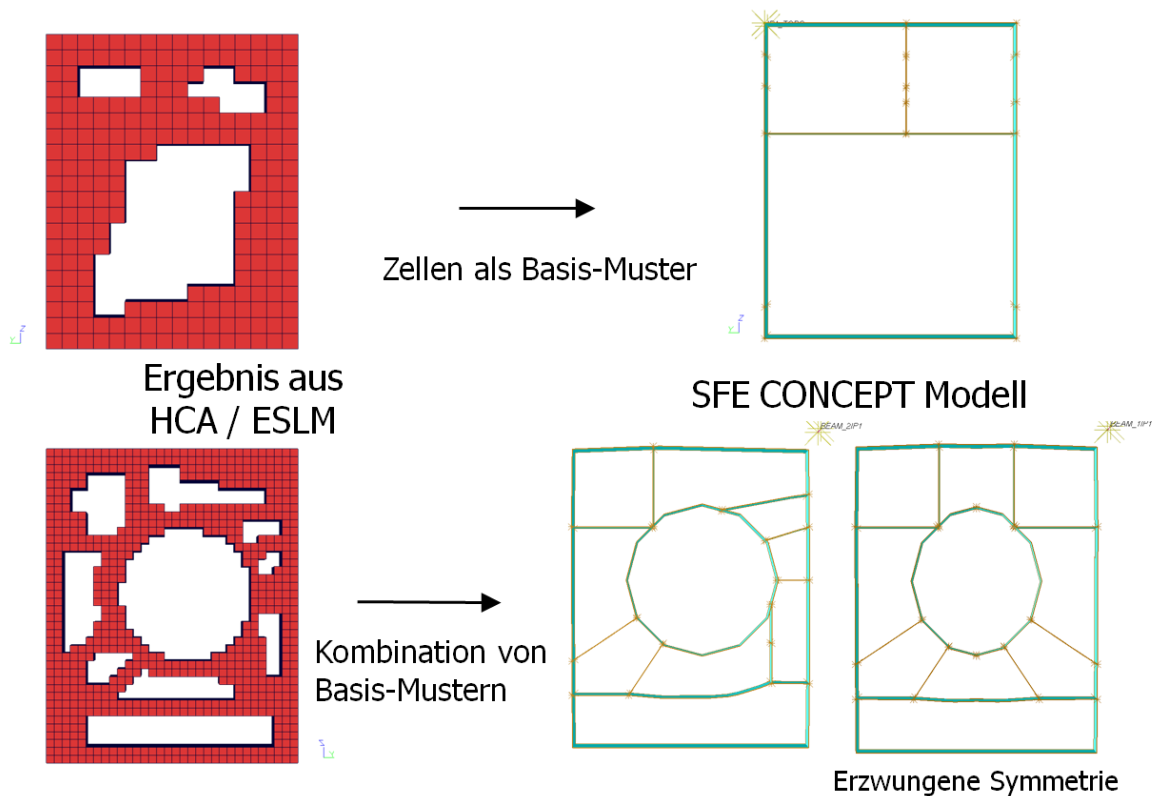 Zellen als Basis-Muster
Ergebnis aus
HCA / ESLM
SFE CONCEPT Modell
BEAM_2IP1
BEAM_1IP1
Kombination von
Basis-Mustern
Erzwungene Symmetrie